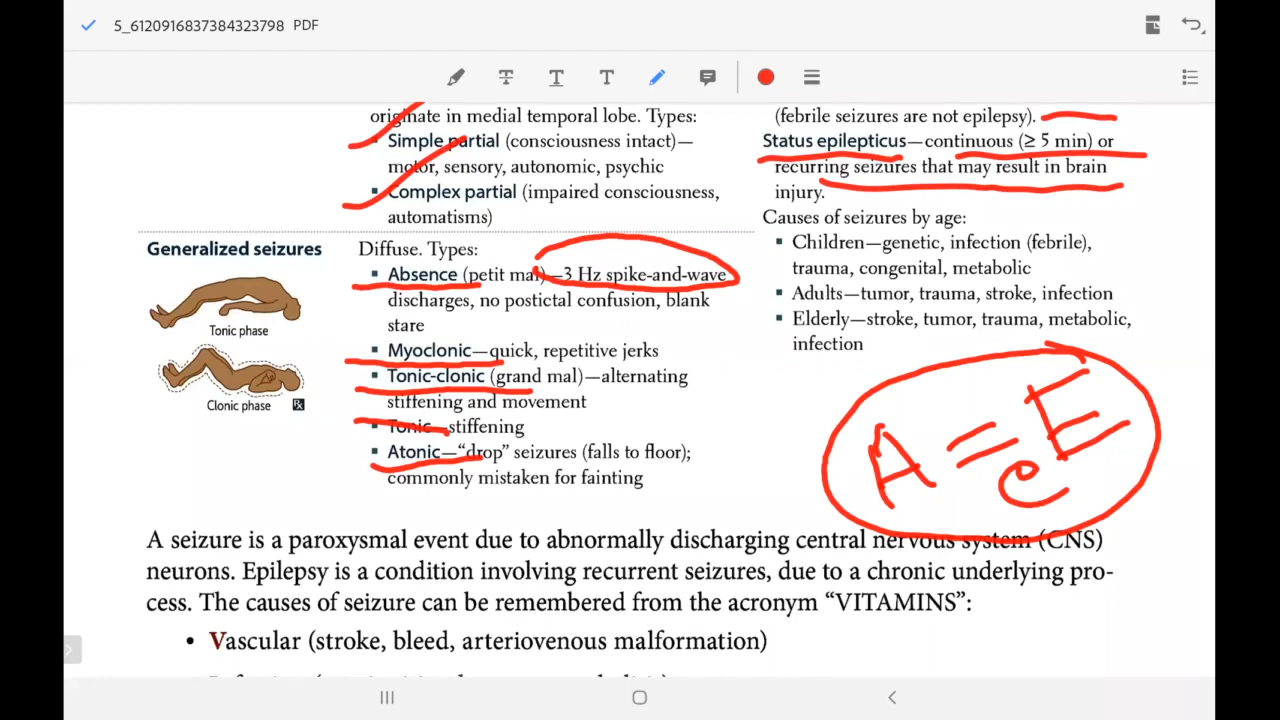 5_6120916837384323798 PDF
originate in medial temporal lobe. Types:
▪ Simple partial (consciousness intact)—
motor, sensory, autonomic, psychic
▪ Complex partial (impaired consciousness,
automatisms)
(febrile seizures are not epilepsy).
Status epilepticus—continuous (≥ 5 min) or
recurring seizures that may result in brain
injury.
Causes of seizures by age:
▪ Children—genetic, infection (febrile),
trauma, congenital, metabolic
▪ Adults—tumor, trauma, stroke, infection
▪ Elderly—stroke, tumor, trauma, metabolic,
infection
Generalized seizures
Tonic phase
Clonic phase
Diffuse. Types:
▪ Absence (petit mal)—3 Hz spike-and-wave
discharges, no postictal confusion, blank
stare
▪ Myoclonic—quick, repetitive jerks
▪ Tonic-clonic (grand mal)—alternating
stiffening and movement
▪ Tonic—stiffening
▪ Atonic—“drop” seizures (falls to floor);
commonly mistaken for fainting
A = e E
A seizure is a paroxysmal event due to abnormally discharging central nervous system (CNS)
neurons. Epilepsy is a condition involving recurrent seizures, due to a chronic underlying pro-
cess. The causes of seizure can be remembered from the acronym “VITAMINS”:
• Vascular (stroke, bleed, arteriovenous malformation)